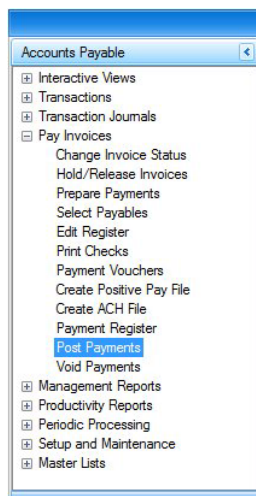 Accounts Payable
Interactive Views
Transactions
Transaction Journals
Pay Invoices
Change Invoice Status
Hold/Release Invoices
Prepare Payments
Select Payables
Edit Register
Print Checks
Payment Vouchers
Create Positive Pay File
Create ACH File
Payment Register
Post Payments
Void Payments
Management Reports
Productivity Reports
Periodic Processing
Setup and Maintenance
Master Lists